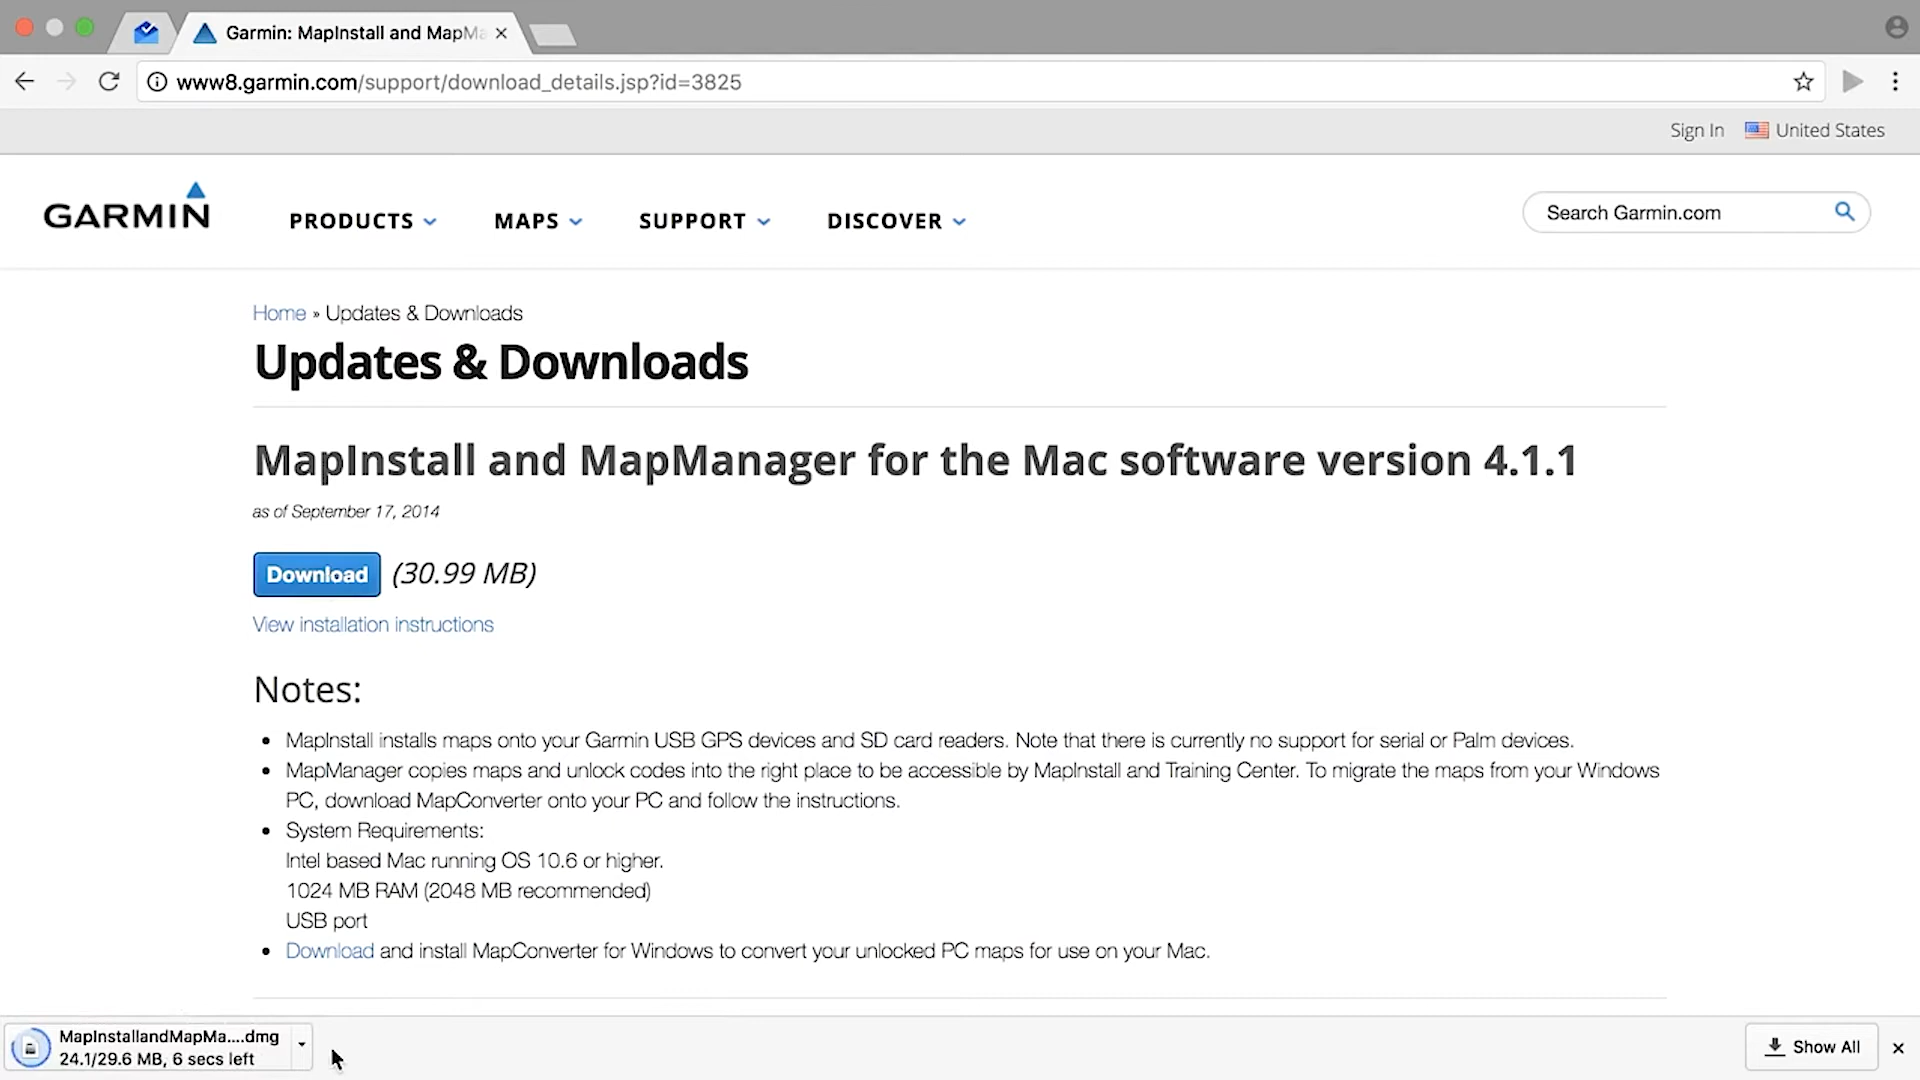 Garmin: MapInstall and MapMa
www8.garmin.com/support/download_details.jsp?id=3825
Sign In United States
GARMIN PRODUCTS MAPS SUPPORT DISCOVER Search Garmin.com
Home » Updates & Downloads
Updates & Downloads
MapInstall and MapManager for the Mac software version 4.1.1
as of September 17, 2014
Download (30.99 MB)
View installation instructions
Notes:
• MapInstall installs maps onto your Garmin USB GPS devices and SD card readers. Note that there is currently no support for serial or Palm devices.
• MapManager copies maps and unlock codes into the right place to be accessible by MapInstall and Training Center. To migrate the maps from your Windows
PC, download MapConverter onto your PC and follow the instructions.
• System Requirements:
Intel based Mac running OS 10.6 or higher.
1024 MB RAM (2048 MB recommended)
USB port
• Download and install MapConverter for Windows to convert your unlocked PC maps for use on your Mac.
MapInstallandMapMa....dmg
24.1/29.6 MB, 6 secs left
Show All